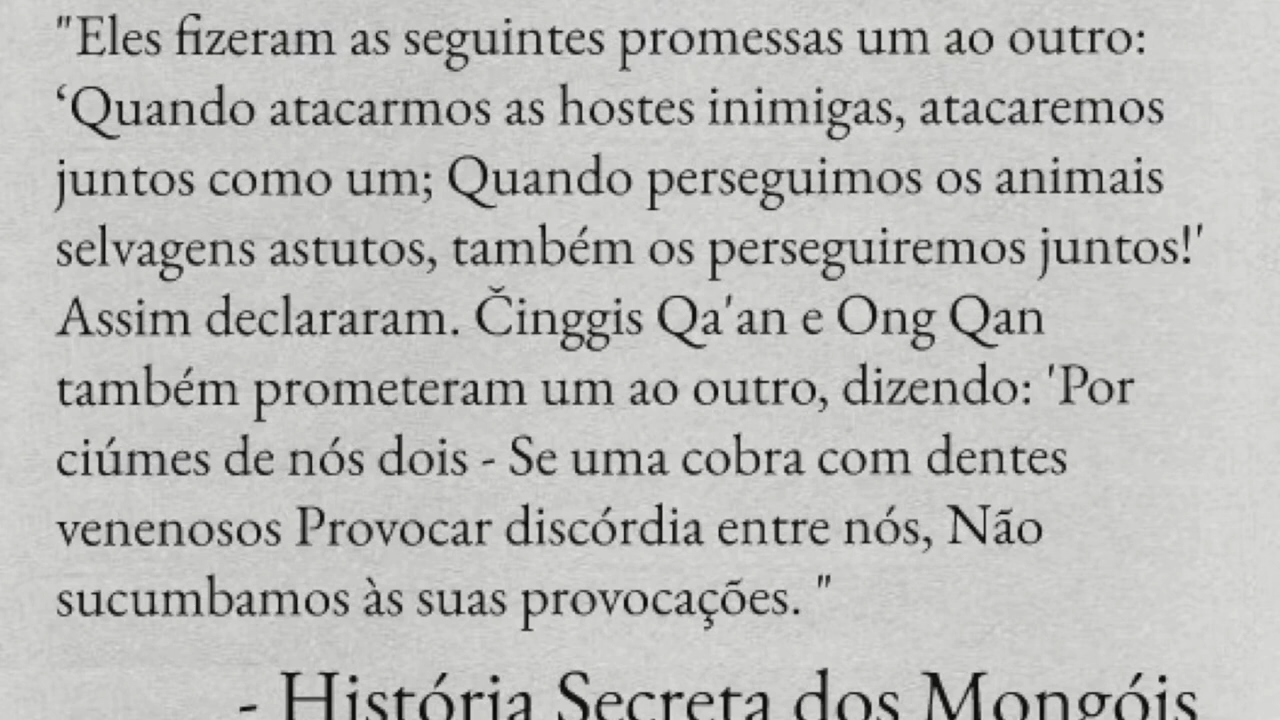 "Eles fizeram as seguintes promessas um ao outro:
‘Quando atacarmos as hostes inimigas, atacaremos
juntos como um; Quando perseguimos os animais
selvagens astutos, também os perseguiremos juntos!'
Assim declararam. Činggis Qa'an e Ong Qan
também prometeram um ao outro, dizendo: 'Por
ciúmes de nós dois - Se uma cobra com dentes
venenosos Provocar discórdia entre nós, Não
sucumbamos às suas provocações. "
- História Secreta dos Mongóis